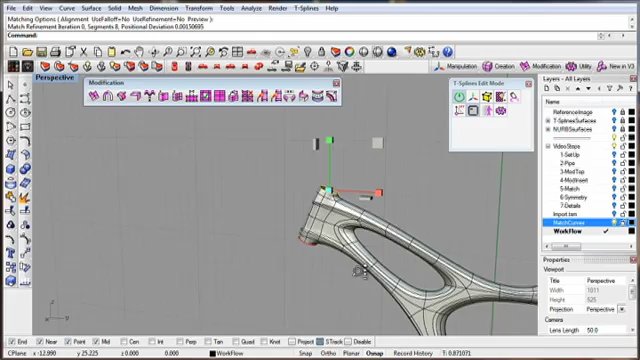 File Edit View Curve Surface Solid Mesh Dimension Transform Tools Analyze Render T-Splines Help
Matching Options (Alignment UseFalloff=No UseRefinement=No Preview):
Match Refinement Iteration 0, Segments 8, Positional Deviation 0.00150695
Command:
Manipulation Creation Modification Utility New in V3
Perspective
Modification
T-Splines Edit Mode
Layers - All Layers
Name
ReferenceImage
T-SplinesSurfaces
NURBSurfaces
VideoSteps
1-SetUp
2-Pipe
3-ModTop
4-ModInsert
5-Match
6-Symmetry
7-Details
Import tsm
MatchCurves
WorkFlow
Properties
Viewport
Title Perspective
Width 1011
Height 625
Projection Perspective
Camera
Lens Length 50.0
End Near Point Mid Cen Int Perp Tan Quad Knot Project STrack Disable
CPlane x -12.990 y 25.225 z 0.000 0.000 WorkFlow Snap Ortho Planar Osnap Record History T: 0.871071